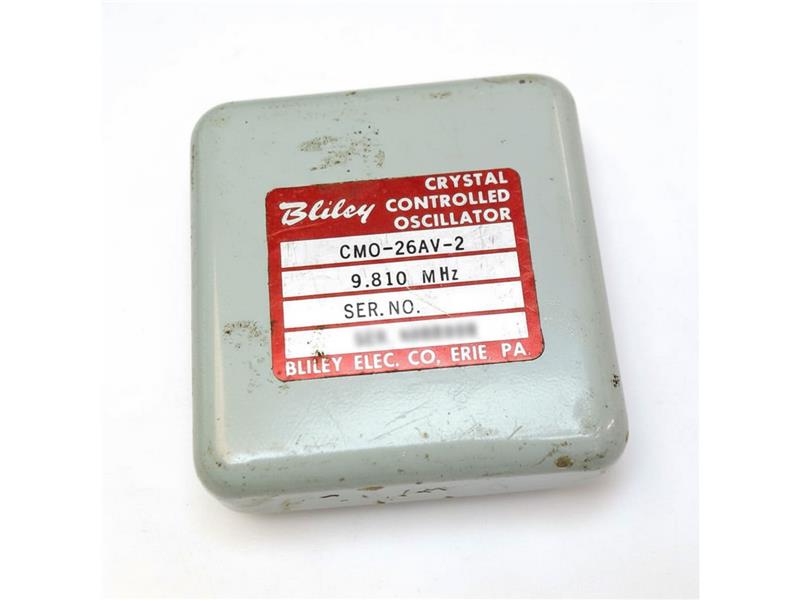 Bliley
CRYSTAL
CONTROLLED
OSCILLATOR
CMO-26AV-2
9.810 MHz
SER.NO.
BLILEY ELEC. CO. ERIE, PA.